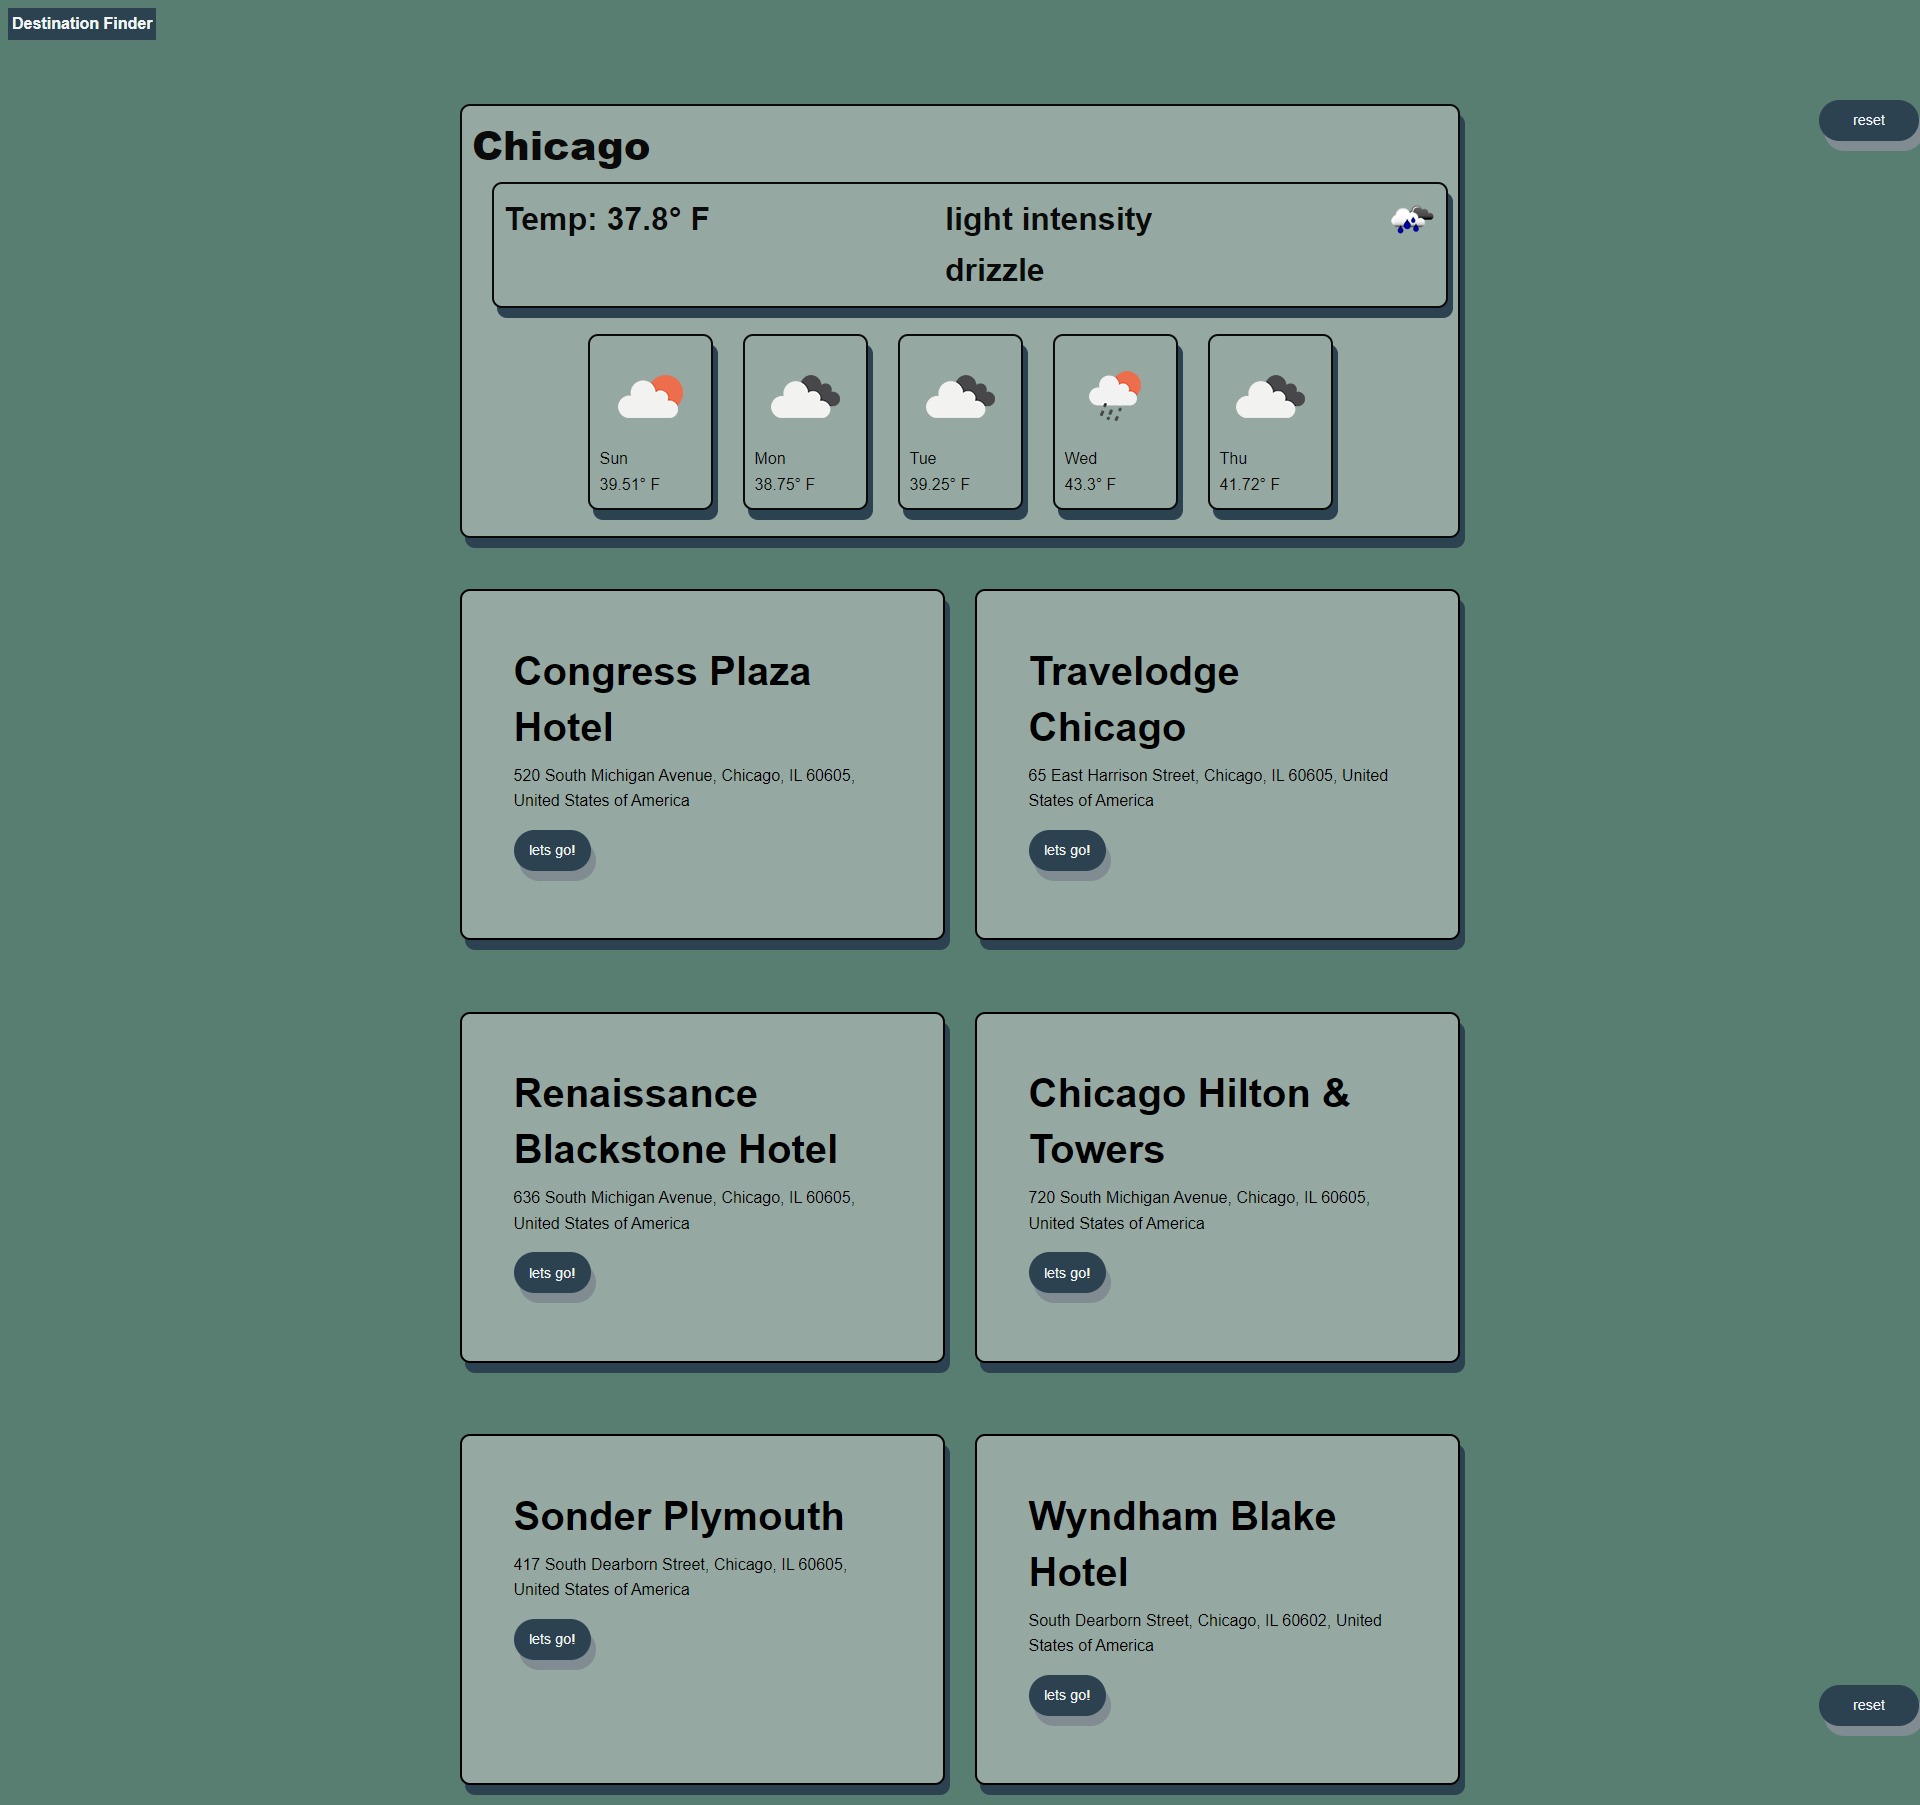 Destination Finder
reset
Chicago
Temp: 37.8° F
light intensity
drizzle
Sun
39.51° F
Mon
38.75° F
Tue
39.25° F
Wed
43.3° F
Thu
41.72° F
Congress Plaza
Hotel
520 South Michigan Avenue, Chicago, IL 60605,
United States of America
lets go!
Travelodge
Chicago
65 East Harrison Street, Chicago, IL 60605, United
States of America
lets go!
Renaissance
Blackstone Hotel
636 South Michigan Avenue, Chicago, IL 60605,
United States of America
lets go!
Chicago Hilton &
Towers
720 South Michigan Avenue, Chicago, IL 60605,
United States of America
lets go!
Sonder Plymouth
417 South Dearborn Street, Chicago, IL 60605,
United States of America
lets go!
Wyndham Blake
Hotel
South Dearborn Street, Chicago, IL 60602, United
States of America
lets go!
reset